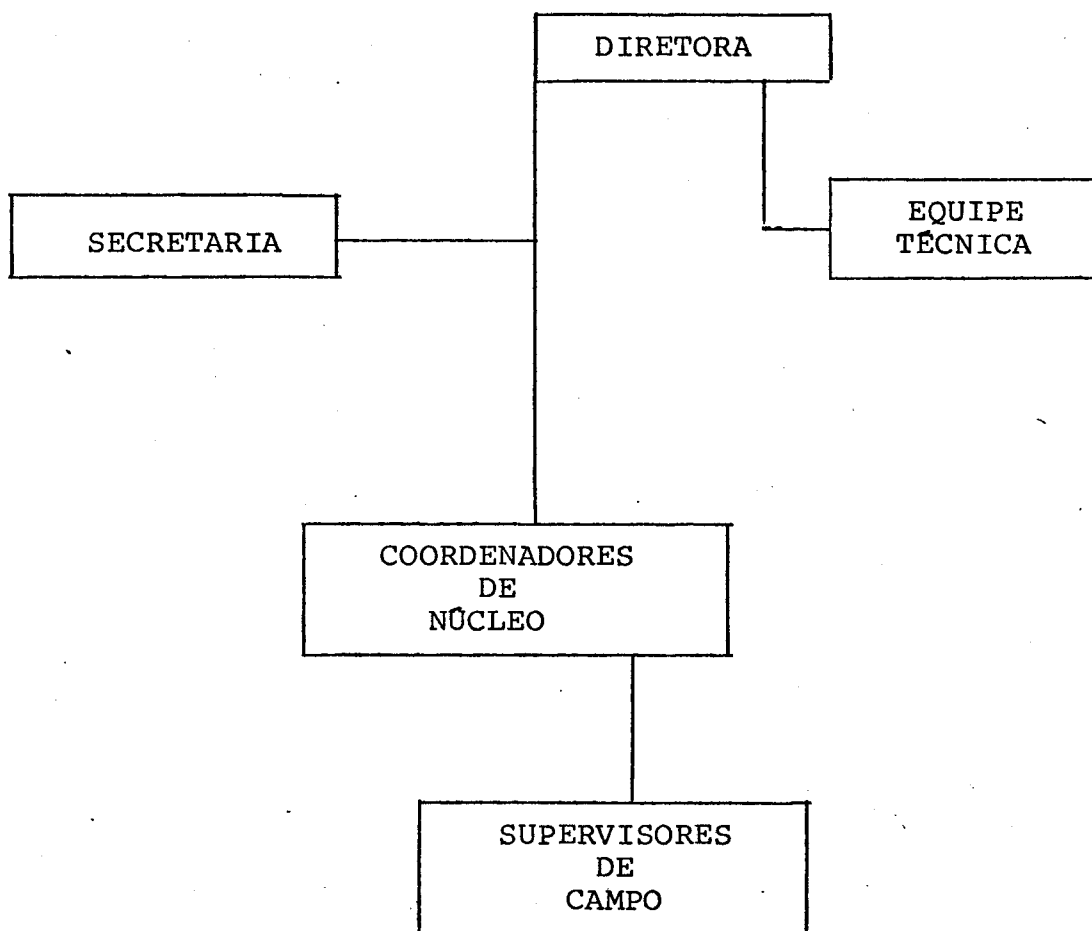 DIRETORA
SECRETARIA
EQUIPE
TÉCNICA
COORDENADORES
DE
NÚCLEO
SUPERVISORES
DE
CAMPO